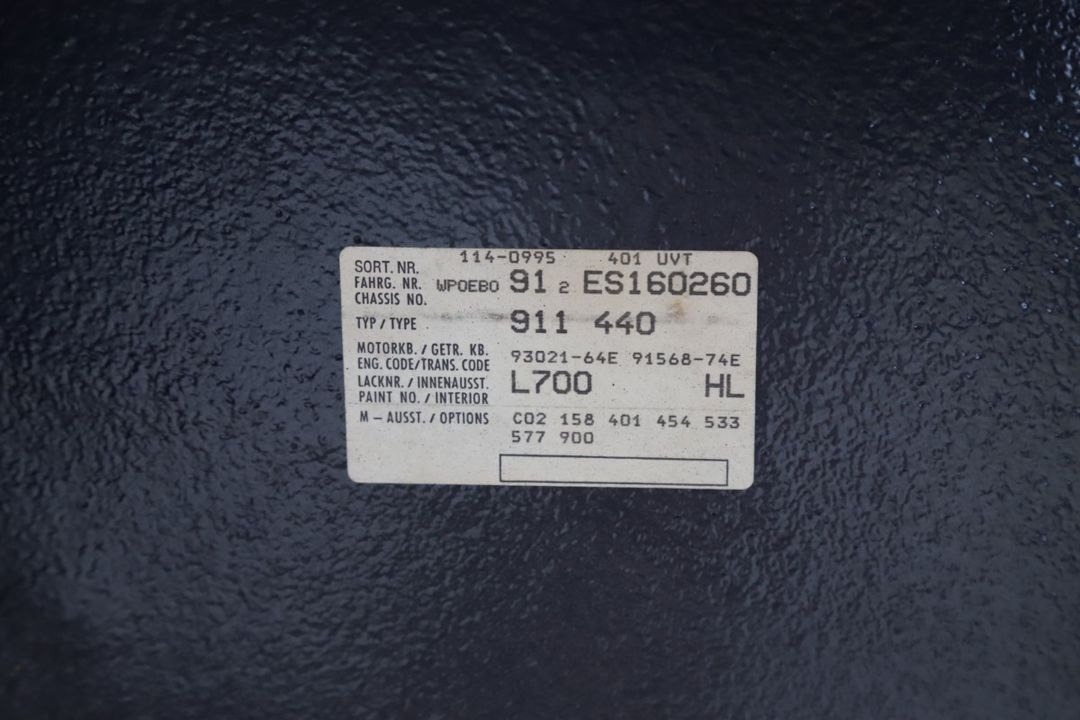 114-0995 401 UVT
SORT. NR.
FAHRG. NR. WPOEBO 91 2 ES160260
CHASSIS NO.
TYP / TYPE 911 440
MOTORKB. / GETR. KB. 93021-64E 91568-74E
ENG. CODE/TRANS. CODE
LACKNR. / INNENAUSST. L700 HL
PAINT NO. / INTERIOR
M – AUSST. / OPTIONS C02 158 401 454 533
577 900